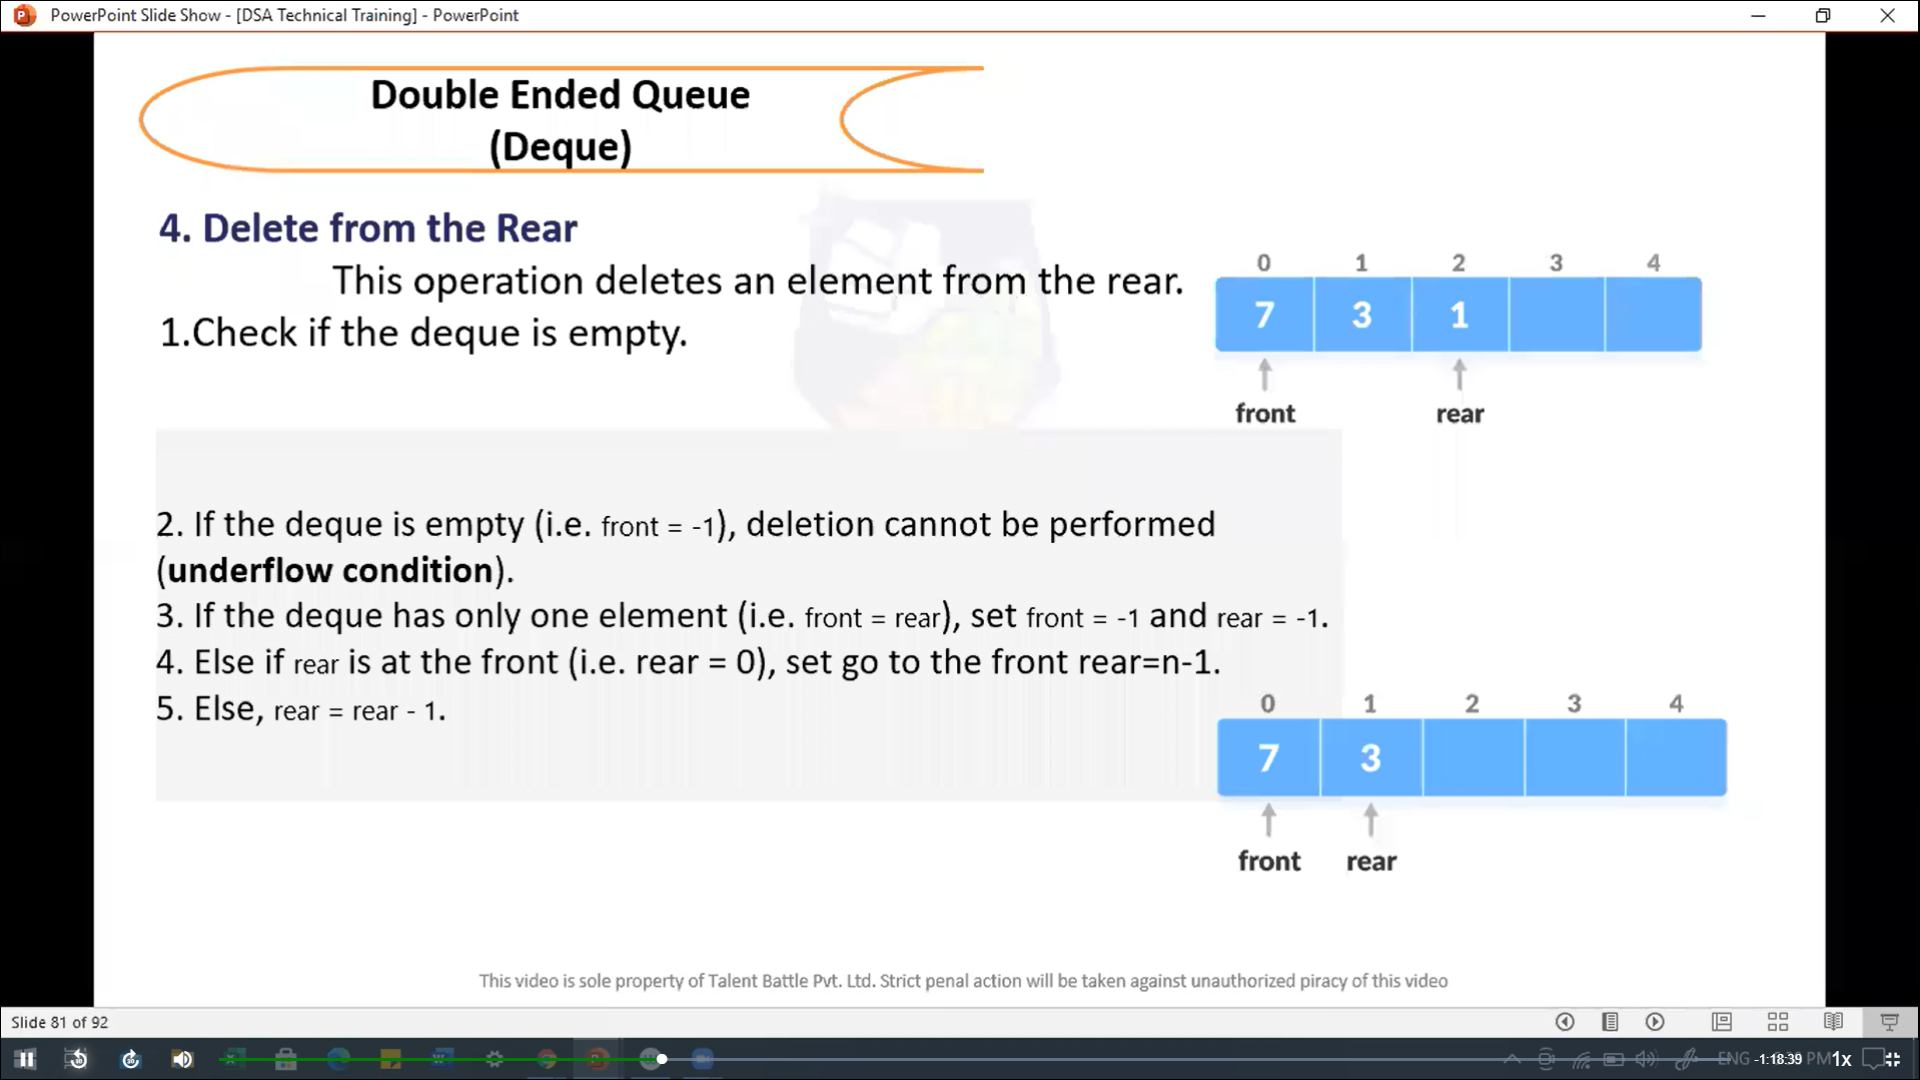 PowerPoint Slide Show - [DSA Technical Training] - PowerPoint
Double Ended Queue
(Deque)
4. Delete from the Rear
This operation deletes an element from the rear.
1.Check if the deque is empty.
0 1 2 3 4
7 3 1
front rear
2. If the deque is empty (i.e. front = -1), deletion cannot be performed
(underflow condition).
3. If the deque has only one element (i.e. front = rear), set front = -1 and rear = -1.
4. Else if rear is at the front (i.e. rear = 0), set go to the front rear=n-1.
5. Else, rear = rear - 1.
0 1 2 3 4
7 3
front rear
This video is sole property of Talent Battle Pvt. Ltd. Strict penal action will be taken against unauthorized piracy of this video
Slide 81 of 92
ENG -1:18:39 PM 1x